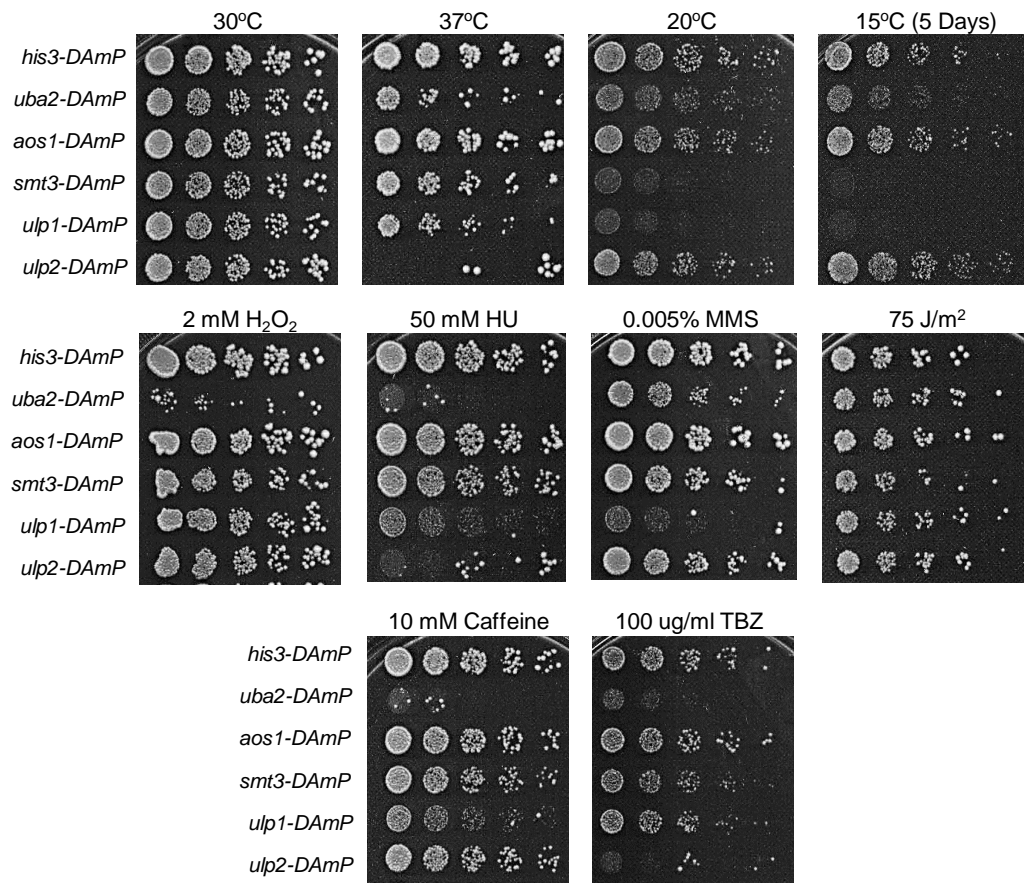 30ºC 37ºC 20ºC 15ºC (5 Days)
his3-DAmP
uba2-DAmP
aos1-DAmP
smt3-DAmP
ulp1-DAmP
ulp2-DAmP
2 mM H₂O₂ 50 mM HU 0.005% MMS 75 J/m²
his3-DAmP
uba2-DAmP
aos1-DAmP
smt3-DAmP
ulp1-DAmP
ulp2-DAmP
10 mM Caffeine 100 ug/ml TBZ
his3-DAmP
uba2-DAmP
aos1-DAmP
smt3-DAmP
ulp1-DAmP
ulp2-DAmP